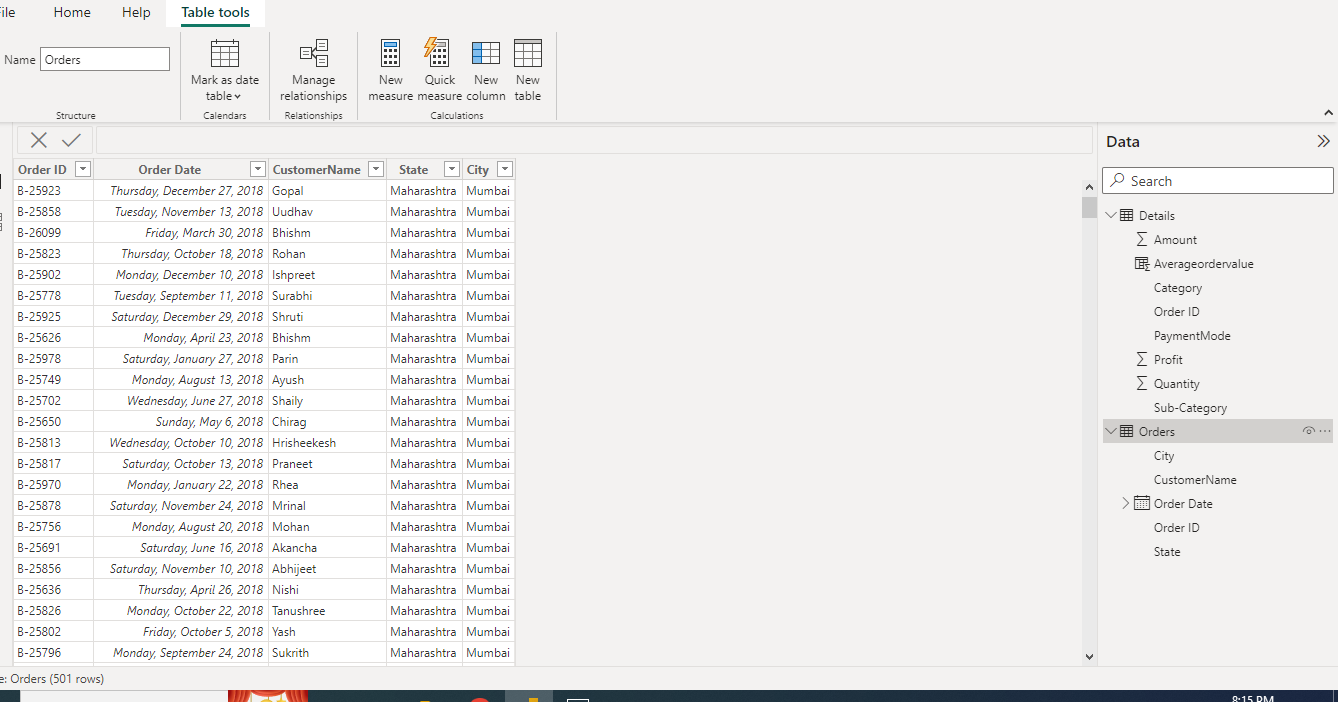 File Home Help Table tools
Name Orders
Mark as date table
Manage relationships
New measure
Quick measure
New column
New table
Structure Calendars Relationships Calculations
Order ID Order Date CustomerName State City
B-25923 Thursday, December 27, 2018 Gopal Maharashtra Mumbai
B-25858 Tuesday, November 13, 2018 Uudhav Maharashtra Mumbai
B-26099 Friday, March 30, 2018 Bhishm Maharashtra Mumbai
B-25823 Thursday, October 18, 2018 Rohan Maharashtra Mumbai
B-25902 Monday, December 10, 2018 Ishpreet Maharashtra Mumbai
B-25778 Tuesday, September 11, 2018 Surabhi Maharashtra Mumbai
B-25925 Saturday, December 29, 2018 Shruti Maharashtra Mumbai
B-25626 Monday, April 23, 2018 Bhishm Maharashtra Mumbai
B-25978 Saturday, January 27, 2018 Parin Maharashtra Mumbai
B-25749 Monday, August 13, 2018 Ayush Maharashtra Mumbai
B-25702 Wednesday, June 27, 2018 Shaily Maharashtra Mumbai
B-25650 Sunday, May 6, 2018 Chirag Maharashtra Mumbai
B-25813 Wednesday, October 10, 2018 Hrisheekesh Maharashtra Mumbai
B-25817 Saturday, October 13, 2018 Praneet Maharashtra Mumbai
B-25970 Monday, January 22, 2018 Rhea Maharashtra Mumbai
B-25878 Saturday, November 24, 2018 Mrinal Maharashtra Mumbai
B-25756 Monday, August 20, 2018 Mohan Maharashtra Mumbai
B-25691 Saturday, June 16, 2018 Akancha Maharashtra Mumbai
B-25856 Saturday, November 10, 2018 Abhijeet Maharashtra Mumbai
B-25636 Thursday, April 26, 2018 Nishi Maharashtra Mumbai
B-25826 Monday, October 22, 2018 Tanushree Maharashtra Mumbai
B-25802 Friday, October 5, 2018 Yash Maharashtra Mumbai
B-25796 Monday, September 24, 2018 Sukrith Maharashtra Mumbai
e: Orders (501 rows)
Data
Search
Details
Amount
Averageordervalue
Category
Order ID
PaymentMode
Profit
Quantity
Sub-Category
Orders
City
CustomerName
Order Date
Order ID
State
8:15 PM